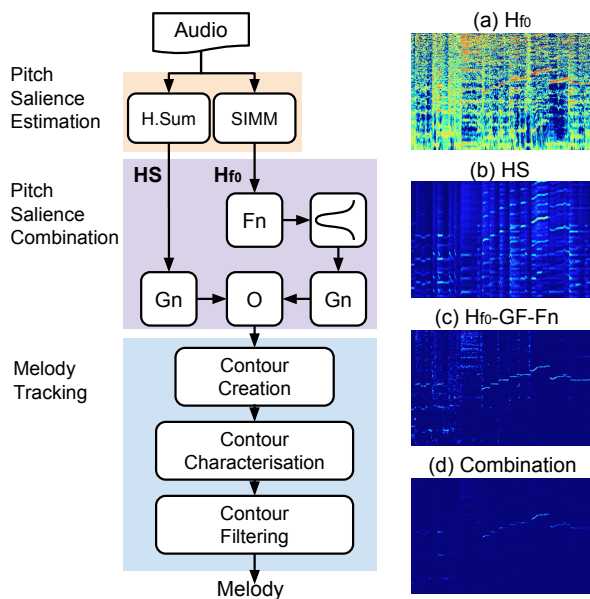 Audio
Pitch
Salience
Estimation
H.Sum
SIMM
HS
Hf0
Pitch
Salience
Combination
Fn
Gn
O
Gn
Melody
Tracking
Contour
Creation
Contour
Characterisation
Contour
Filtering
Melody
(a) Hf0
(b) HS
(c) Hf0-GF-Fn
(d) Combination